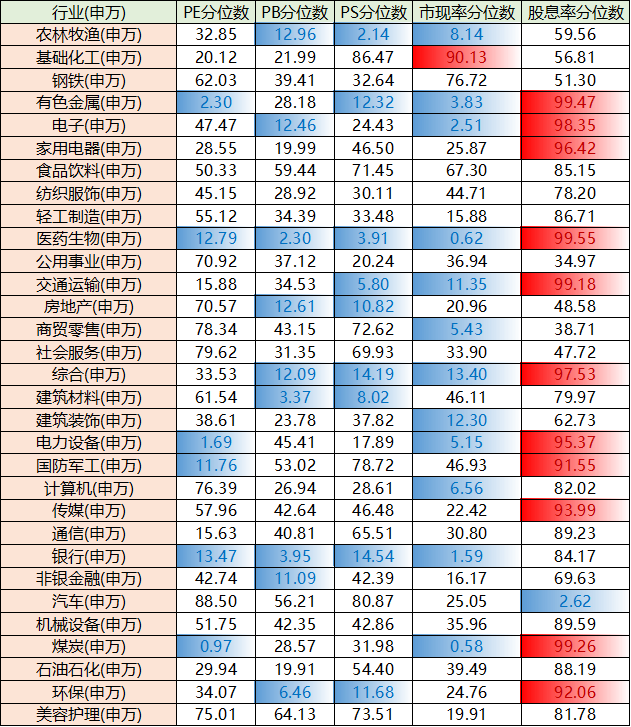 行业(申万) PE分位数 PB分位数 PS分位数 市现率分位数 股息率分位数
农林牧渔(申万) 32.85 12.96 2.14 8.14 59.56
基础化工(申万) 20.12 21.99 86.47 90.13 56.81
钢铁(申万) 62.03 39.41 32.64 76.72 51.30
有色金属(申万) 2.30 28.18 12.32 3.83 99.47
电子(申万) 47.47 12.46 24.43 2.51 98.35
家用电器(申万) 28.55 19.99 46.50 25.87 96.42
食品饮料(申万) 50.33 59.44 71.45 67.30 85.15
纺织服饰(申万) 45.15 28.92 30.11 44.71 78.20
轻工制造(申万) 55.12 34.39 33.48 15.88 86.71
医药生物(申万) 12.79 2.30 3.91 0.62 99.55
公用事业(申万) 70.92 37.12 20.24 36.94 34.97
交通运输(申万) 15.88 34.53 5.80 11.35 99.18
房地产(申万) 70.57 12.61 10.82 20.96 48.58
商贸零售(申万) 78.34 43.15 72.62 5.43 38.71
社会服务(申万) 79.62 31.35 69.93 33.90 47.72
综合(申万) 33.53 12.09 14.19 13.40 97.53
建筑材料(申万) 61.54 3.37 8.02 46.11 79.97
建筑装饰(申万) 38.61 23.78 37.82 12.30 62.73
电力设备(申万) 1.69 45.41 17.89 5.15 95.37
国防军工(申万) 11.76 53.02 78.72 46.93 91.55
计算机(申万) 76.39 26.94 28.61 6.56 82.02
传媒(申万) 57.96 42.64 46.48 22.42 93.99
通信(申万) 15.63 40.81 65.51 30.80 89.23
银行(申万) 13.47 3.95 14.54 1.59 84.17
非银金融(申万) 42.74 11.09 42.39 16.17 69.63
汽车(申万) 88.50 56.21 80.87 25.05 2.62
机械设备(申万) 51.75 42.35 42.86 35.96 89.59
煤炭(申万) 0.97 28.57 31.98 0.58 99.26
石油石化(申万) 29.94 19.91 54.40 39.49 88.19
环保(申万) 34.07 6.46 11.68 24.76 92.06
美容护理(申万) 75.01 64.13 73.51 19.91 81.78